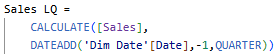 Sales LQ =
CALCULATE([Sales],
DATEADD('Dim Date'[Date],-1,QUARTER))